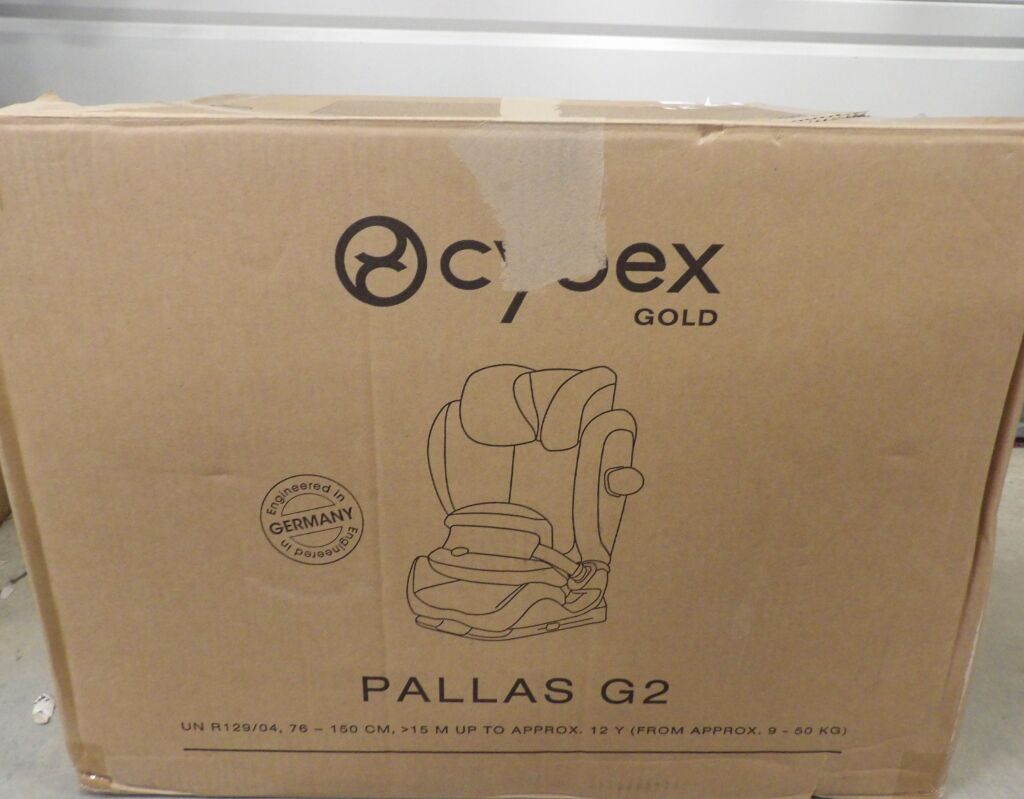 cybex
GOLD
Engineered in
GERMANY
Engineered in
PALLAS G2
UN R129/04, 76 – 150 CM, >15 M UP TO APPROX. 12 Y (FROM APPROX. 9 - 50 KG)